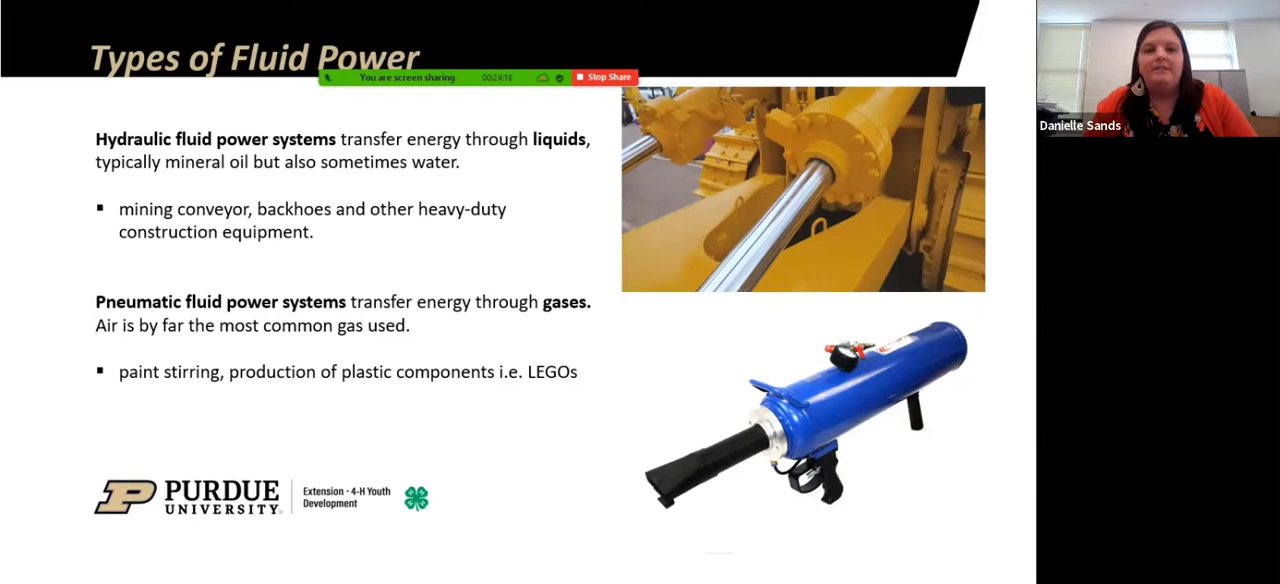 Types of Fluid Power
You are screen sharing
00:24:10
Stop Share
Danielle Sands
Hydraulic fluid power systems transfer energy through liquids,
typically mineral oil but also sometimes water.
▪ mining conveyor, backhoes and other heavy-duty
construction equipment.
Pneumatic fluid power systems transfer energy through gases.
Air is by far the most common gas used.
▪ paint stirring, production of plastic components i.e. LEGOs
P PURDUE
UNIVERSITY
Extension - 4-H Youth
Development